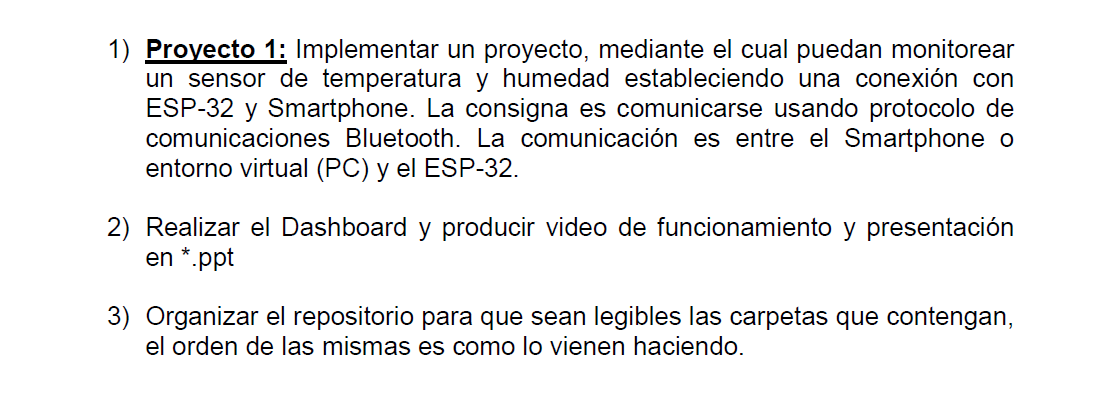 1) Proyecto 1: Implementar un proyecto, mediante el cual puedan monitorear
un sensor de temperatura y humedad estableciendo una conexión con
ESP-32 y Smartphone. La consigna es comunicarse usando protocolo de
comunicaciones Bluetooth. La comunicación es entre el Smartphone o
entorno virtual (PC) y el ESP-32.
2) Realizar el Dashboard y producir video de funcionamiento y presentación
en *.ppt
3) Organizar el repositorio para que sean legibles las carpetas que contengan,
el orden de las mismas es como lo vienen haciendo.